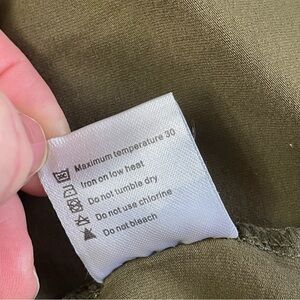 Maximum temperature 30
Iron on low heat
Do not tumble dry
Do not use chlorine
Do not bleach